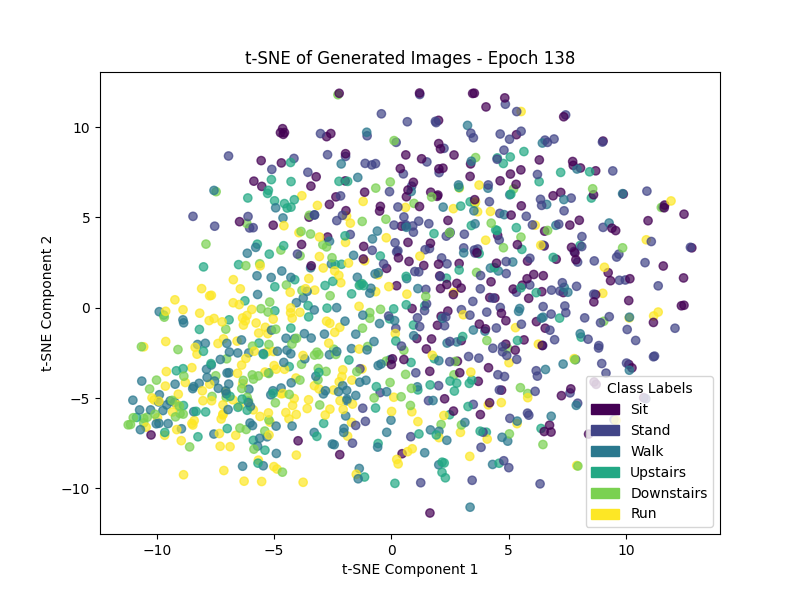 t-SNE of Generated Images - Epoch 138
t-SNE Component 2
10
5
0
−5
−10
−10
−5
0
5
10
t-SNE Component 1
Class Labels
Sit
Stand
Walk
Upstairs
Downstairs
Run